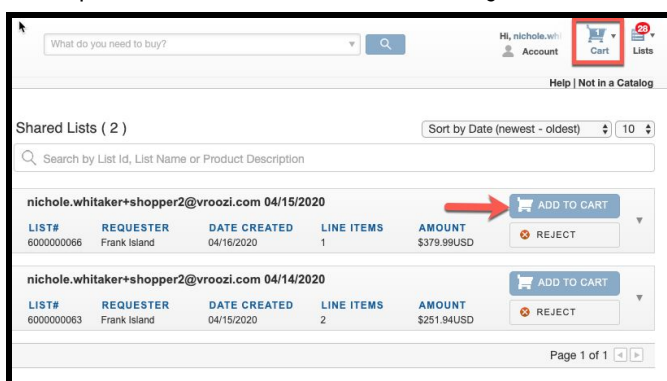 What do you need to buy?
Hi, nichole.whi
Account
1
Cart
28
Lists
Help | Not in a Catalog
Shared Lists ( 2 )
Sort by Date (newest - oldest)
10
Search by List Id, List Name or Product Description
nichole.whitaker+shopper2@vroozi.com 04/15/2020
ADD TO CART
LIST# REQUESTER DATE CREATED LINE ITEMS AMOUNT
6000000066 Frank Island 04/16/2020 1 $379.99USD
REJECT
nichole.whitaker+shopper2@vroozi.com 04/14/2020
ADD TO CART
LIST# REQUESTER DATE CREATED LINE ITEMS AMOUNT
6000000063 Frank Island 04/15/2020 2 $251.94USD
REJECT
Page 1 of 1